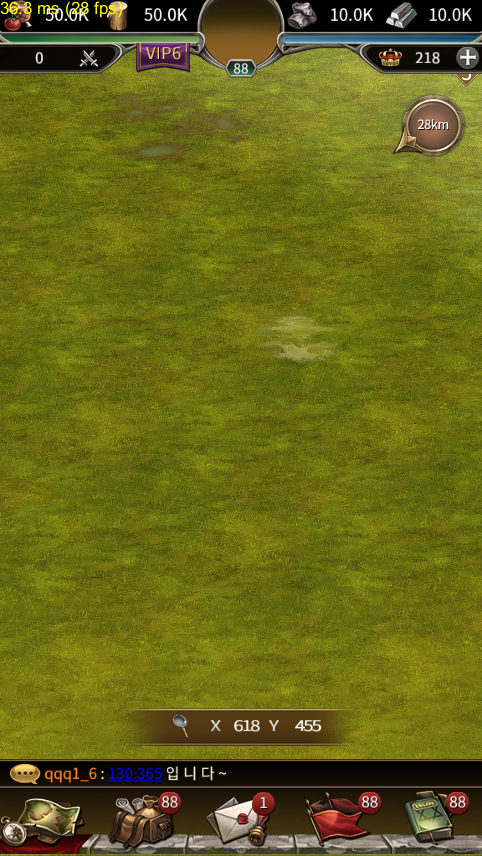 36.3 ms (28 fps)
50.0K 50.0K 10.0K 10.0K
0 VIP6 88 218
28km
X 618 Y 455
qqq1_6 : 130:365 입 니 다 ~
88 1 88 88